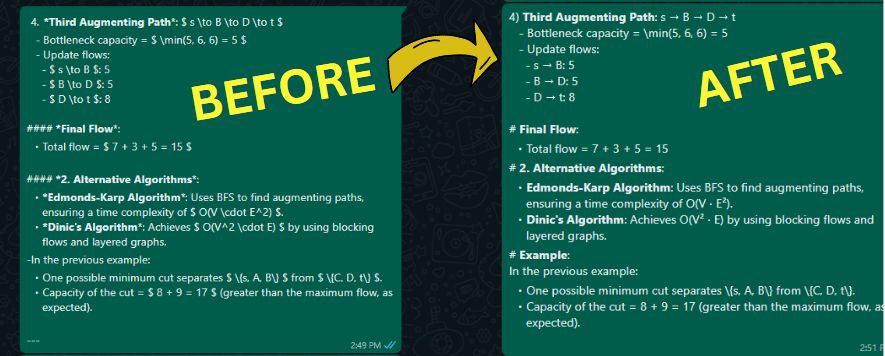 4. *Third Augmenting Path*: $ s \to B \to D \to t $
- Bottleneck capacity = $ \min(5, 6, 6) = 5 $
- Update flows:
- $ s \to B $: 5
- $ B \to D $: 5
- $ D \to t $: 8
#### *Final Flow*:
• Total flow = $ 7 + 3 + 5 = 15 $
#### *2. Alternative Algorithms*:
• *Edmonds-Karp Algorithm*: Uses BFS to find augmenting paths,
ensuring a time complexity of $ O(V \cdot E^2) $.
• *Dinic's Algorithm*: Achieves $ O(V^2 \cdot E) $ by using blocking
flows and layered graphs.
-In the previous example:
• One possible minimum cut separates $ \{s, A, B\} $ from $ \{C, D, t\} $.
• Capacity of the cut = $ 8 + 9 = 17 $ (greater than the maximum flow, as
expected).
---
2:49 PM
BEFORE
4) Third Augmenting Path: s → B → D → t
- Bottleneck capacity = \min(5, 6, 6) = 5
- Update flows:
- s → B: 5
- B → D: 5
- D → t: 8
# Final Flow:
• Total flow = 7 + 3 + 5 = 15
# 2. Alternative Algorithms:
• Edmonds-Karp Algorithm: Uses BFS to find augmenting paths,
ensuring a time complexity of O(V · E²).
• Dinic's Algorithm: Achieves O(V² · E) by using blocking flows and
layered graphs.
# Example:
In the previous example:
• One possible minimum cut separates \{s, A, B\} from \{C, D, t\}.
• Capacity of the cut = 8 + 9 = 17 (greater than the maximum flow, as
expected).
2:51 P
AFTER